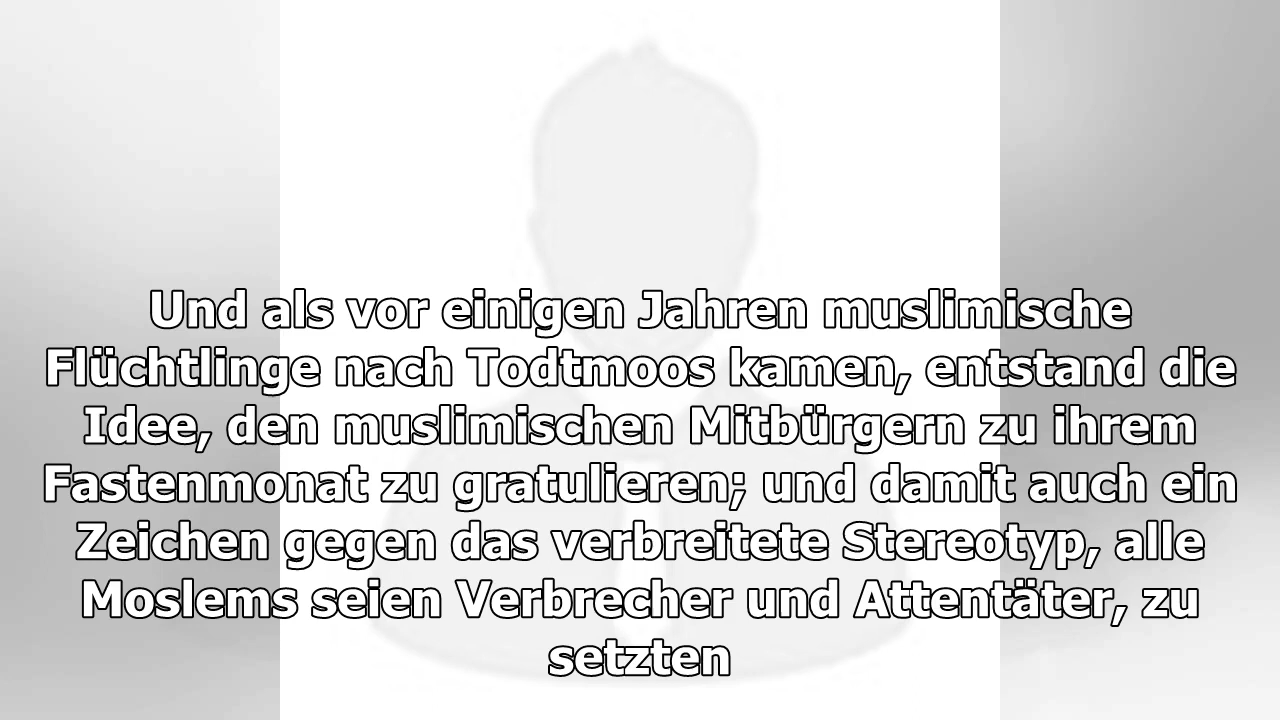 Und als vor einigen Jahren muslimische
Flüchtlinge nach Todtmoos kamen, entstand die
Idee, den muslimischen Mitbürgern zu ihrem
Fastenmonat zu gratulieren; und damit auch ein
Zeichen gegen das verbreitete Stereotyp, alle
Moslems seien Verbrecher und Attentäter, zu
setzten